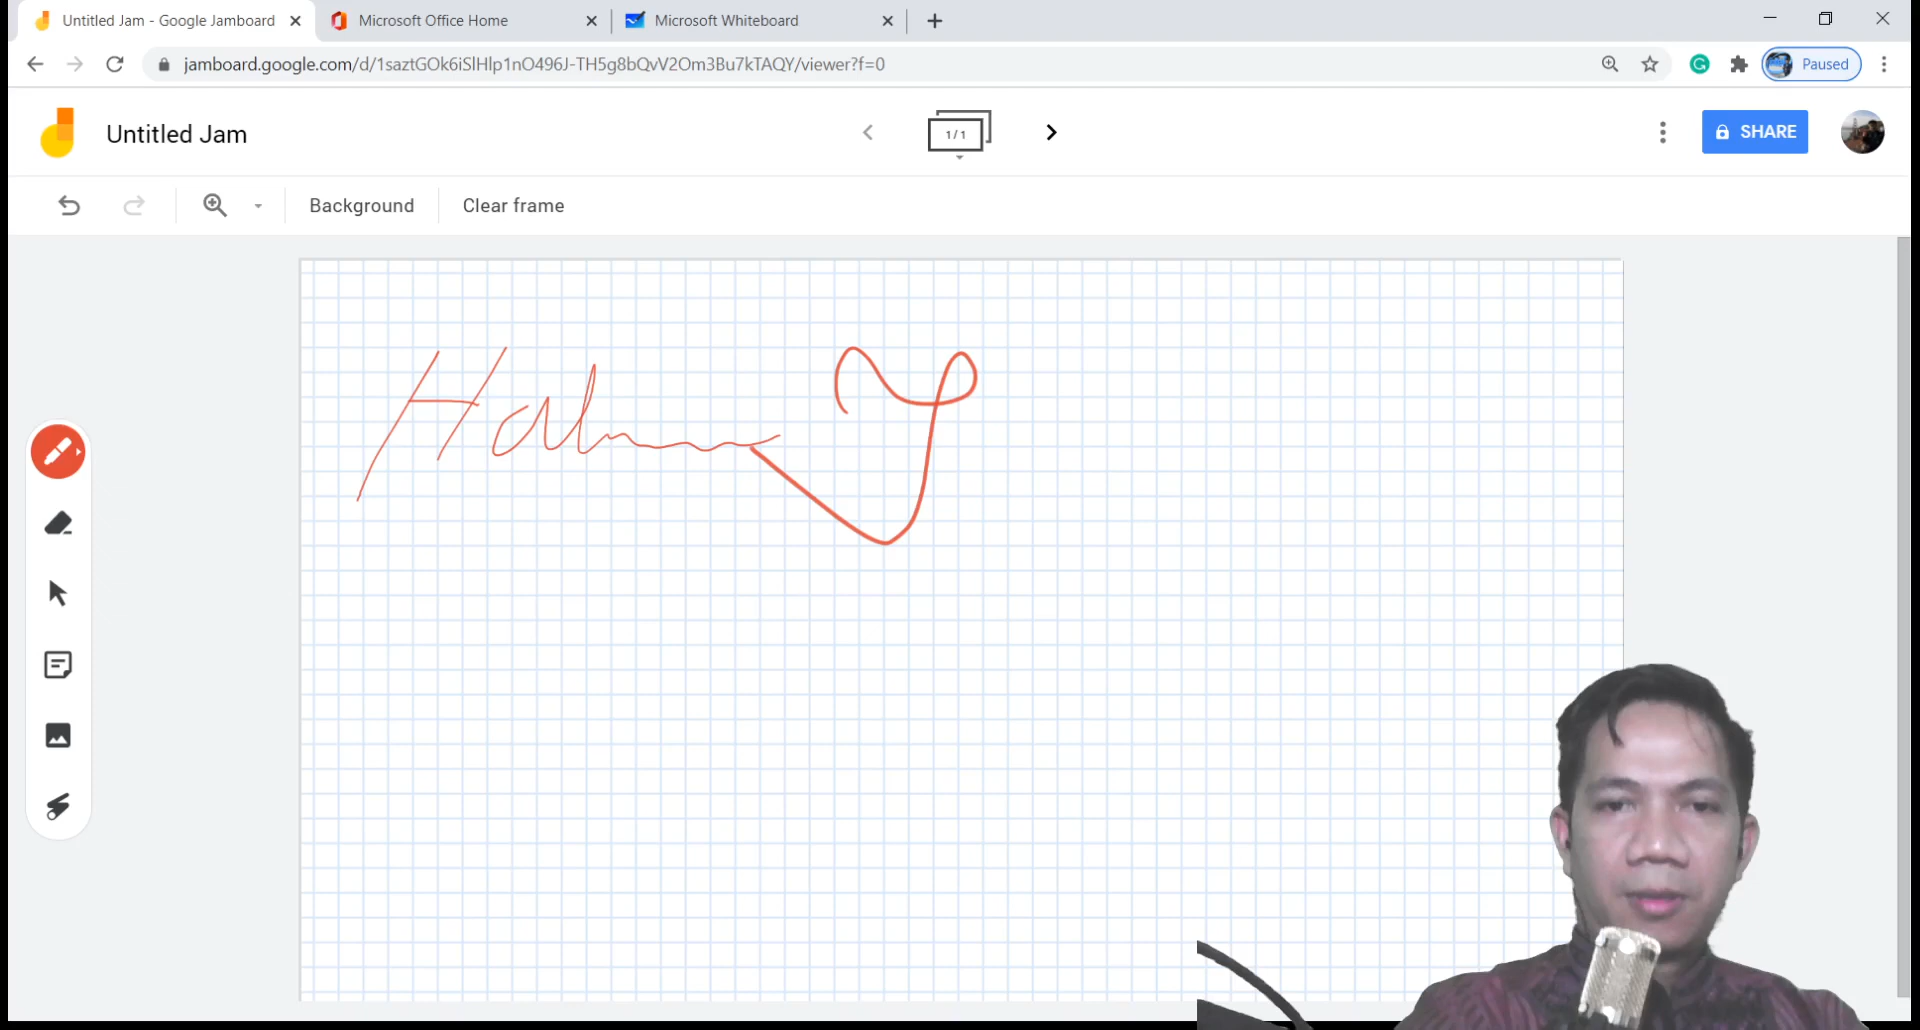 Untitled Jam - Google Jamboard
Microsoft Office Home
Microsoft Whiteboard
jamboard.google.com/d/1saztGOk6iSlHlp1nO496J-TH5g8bQvV2Om3Bu7kTAQY/viewer?f=0
Paused
Untitled Jam
1 / 1
SHARE
Background
Clear frame